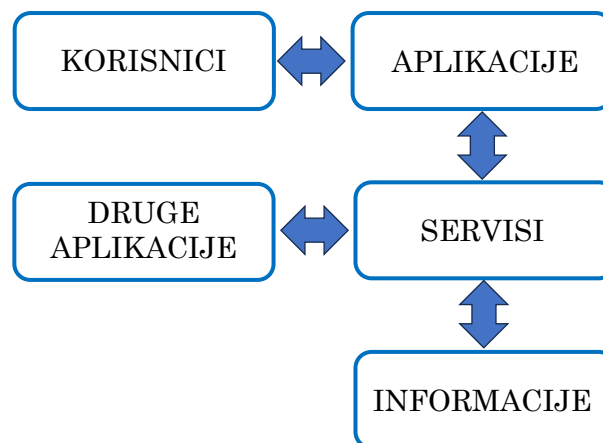 KORISNICI
APLIKACIJE
DRUGE
APLIKACIJE
SERVISI
INFORMACIJE